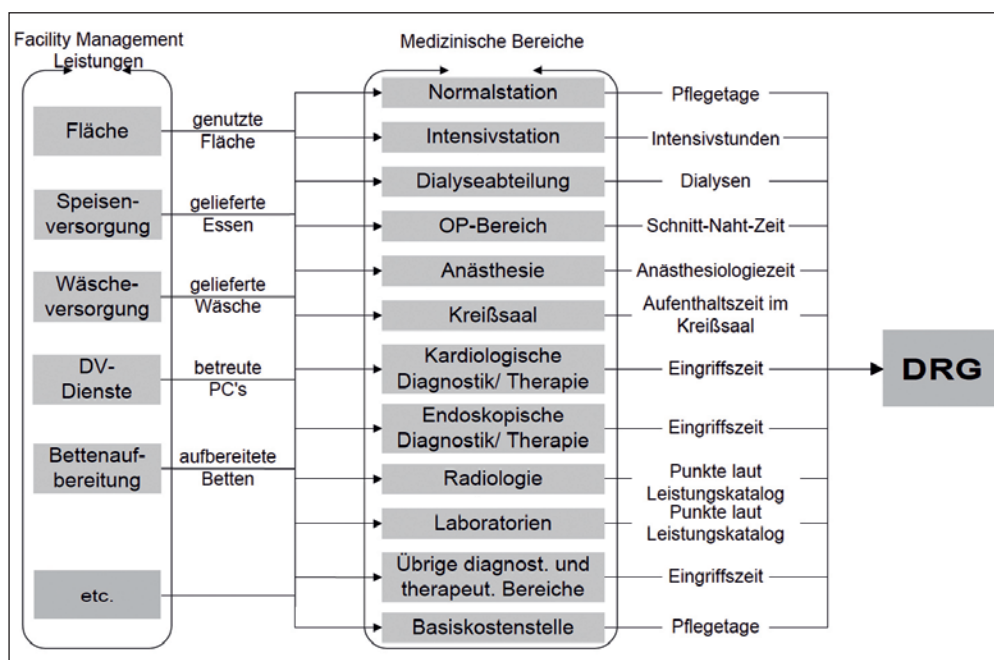 Facility Management
Leistungen
Fläche
Speisen-
versorgung
Wäsche-
versorgung
DV-
Dienste
Bettenauf-
bereitung
etc.
genutzte
Fläche
gelieferte
Essen
gelieferte
Wäsche
betreute
PC's
aufbereitete
Betten
Medizinische Bereiche
Normalstation
Intensivstation
Dialyseabteilung
OP-Bereich
Anästhesie
Kreißsaal
Kardiologische
Diagnostik/ Therapie
Endoskopische
Diagnostik/ Therapie
Radiologie
Laboratorien
Übrige diagnost. und
therapeut. Bereiche
Basiskostenstelle
Pflegetage
Intensivstunden
Dialysen
Schnitt-Naht-Zeit
Anästhesiologiezeit
Aufenthaltszeit im
Kreißsaal
Eingriffszeit
Eingriffszeit
Punkte laut
Leistungskatalog
Punkte laut
Leistungskatalog
Eingriffszeit
Pflegetage
DRG